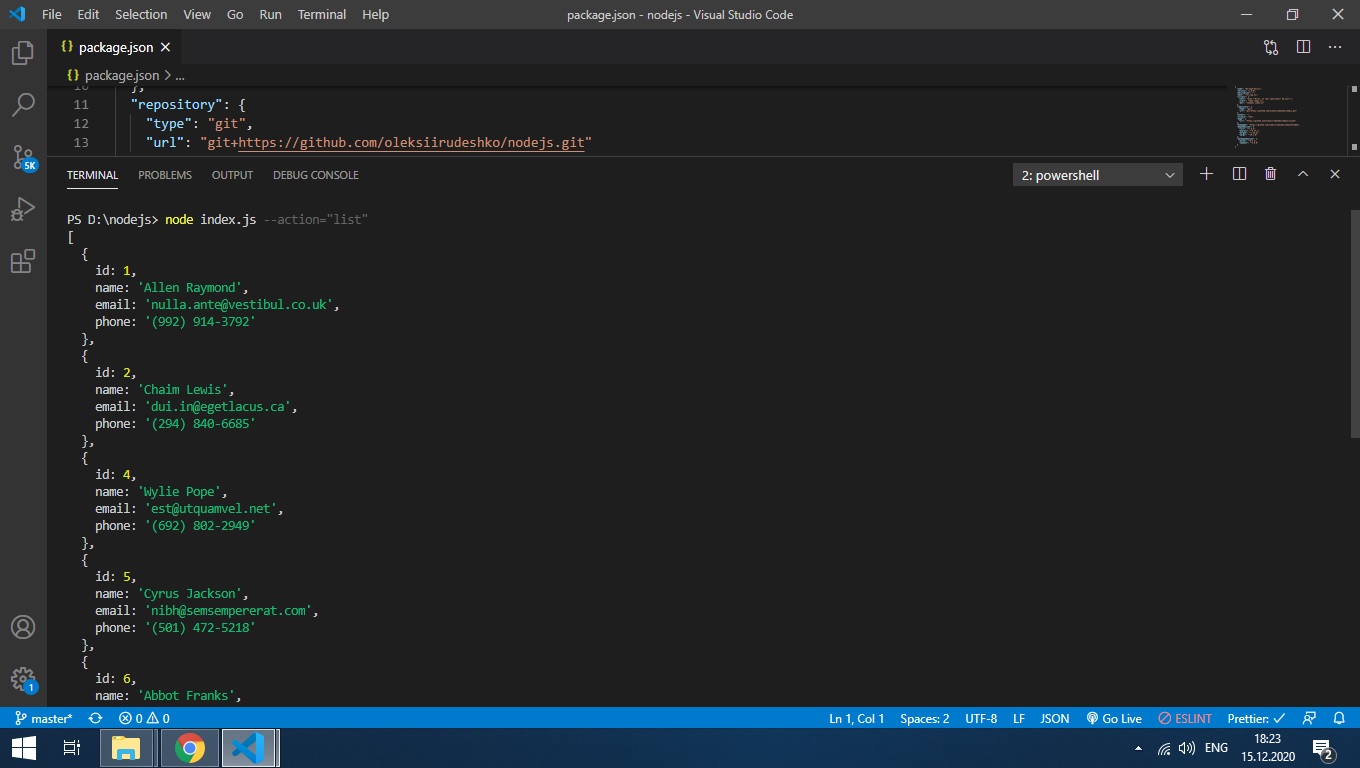 File Edit Selection View Go Run Terminal Help package.json - nodejs - Visual Studio Code
{} package.json
{} package.json > ...
10 },
11 "repository": {
12 "type": "git",
13 "url": "git+https://github.com/oleksiirudeshko/nodejs.git"
TERMINAL PROBLEMS OUTPUT DEBUG CONSOLE 2: powershell
PS D:\nodejs> node index.js --action="list"
[
{
id: 1,
name: 'Allen Raymond',
email: 'nulla.ante@vestibul.co.uk',
phone: '(992) 914-3792'
},
{
id: 2,
name: 'Chaim Lewis',
email: 'dui.in@egetlacus.ca',
phone: '(294) 840-6685'
},
{
id: 4,
name: 'Wylie Pope',
email: 'est@utquamvel.net',
phone: '(692) 802-2949'
},
{
id: 5,
name: 'Cyrus Jackson',
email: 'nibh@semsempererat.com',
phone: '(501) 472-5218'
},
{
id: 6,
name: 'Abbot Franks',
5K
1
master* 0 0 Ln 1, Col 1 Spaces: 2 UTF-8 LF JSON Go Live ESLINT Prettier: ✓
ENG 18:23
15.12.2020 2